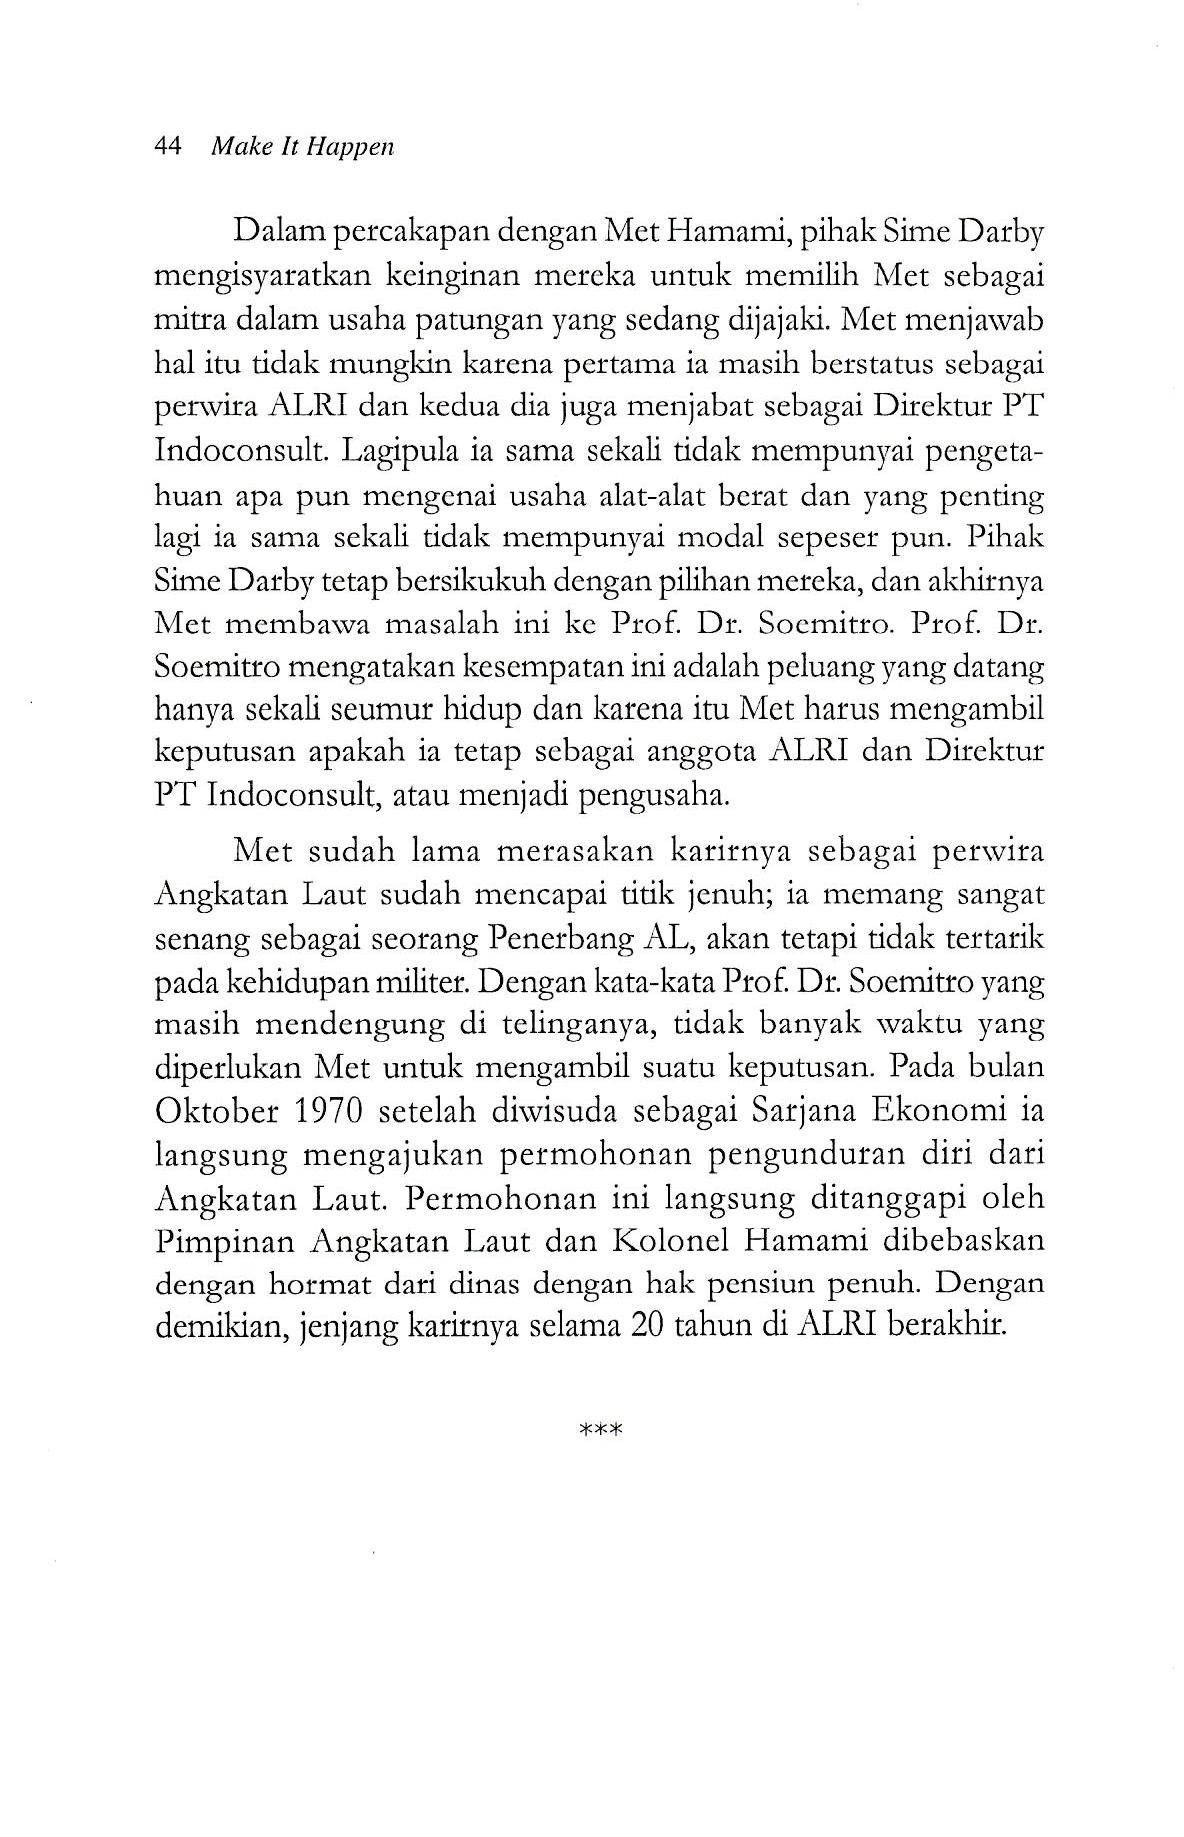 44 Make It Happen
Dalam percakapan dengan Met Hamami, pihak Sime Darby
mengisyaratkan keinginan mereka untuk memilih Met sebagai
mitra dalam usaha patungan yang sedang dijajaki. Met menjawab
hal itu tidak mungkin karena pertama ia masih berstatus sebagai
perwira ALRI dan kedua dia juga menjabat sebagai Direktur PT
Indoconsult. Lagipula ia sama sekali tidak mempunyai pengeta-
huan apa pun mengenai usaha alat-alat berat dan yang penting
lagi ia sama sekali tidak mempunyai modal sepeser pun. Pihak
Sime Darby tetap bersikukuh dengan pilihan mereka, dan akhirnya
Met membawa masalah ini ke Prof. Dr. Soemitro. Prof. Dr.
Soemitro mengatakan kesempatan ini adalah peluang yang datang
hanya sekali seumur hidup dan karena itu Met harus mengambil
keputusan apakah ia tetap sebagai anggota ALRI dan Direktur
PT Indoconsult, atau menjadi pengusaha.
Met sudah lama merasakan karirnya sebagai perwira
Angkatan Laut sudah mencapai titik jenuh; ia memang sangat
senang sebagai seorang Penerbang AL, akan tetapi tidak tertarik
pada kehidupan militer. Dengan kata-kata Prof. Dr. Soemitro yang
masih mendengung di telinganya, tidak banyak waktu yang
diperlukan Met untuk mengambil suatu keputusan. Pada bulan
Oktober 1970 setelah diwisuda sebagai Sarjana Ekonomi ia
langsung mengajukan permohonan pengunduran diri dari
Angkatan Laut. Permohonan ini langsung ditanggapi oleh
Pimpinan Angkatan Laut dan Kolonel Hamami dibebaskan
dengan hormat dari dinas dengan hak pensiun penuh. Dengan
demikian, jenjang karirnya selama 20 tahun di ALRI berakhir.
***